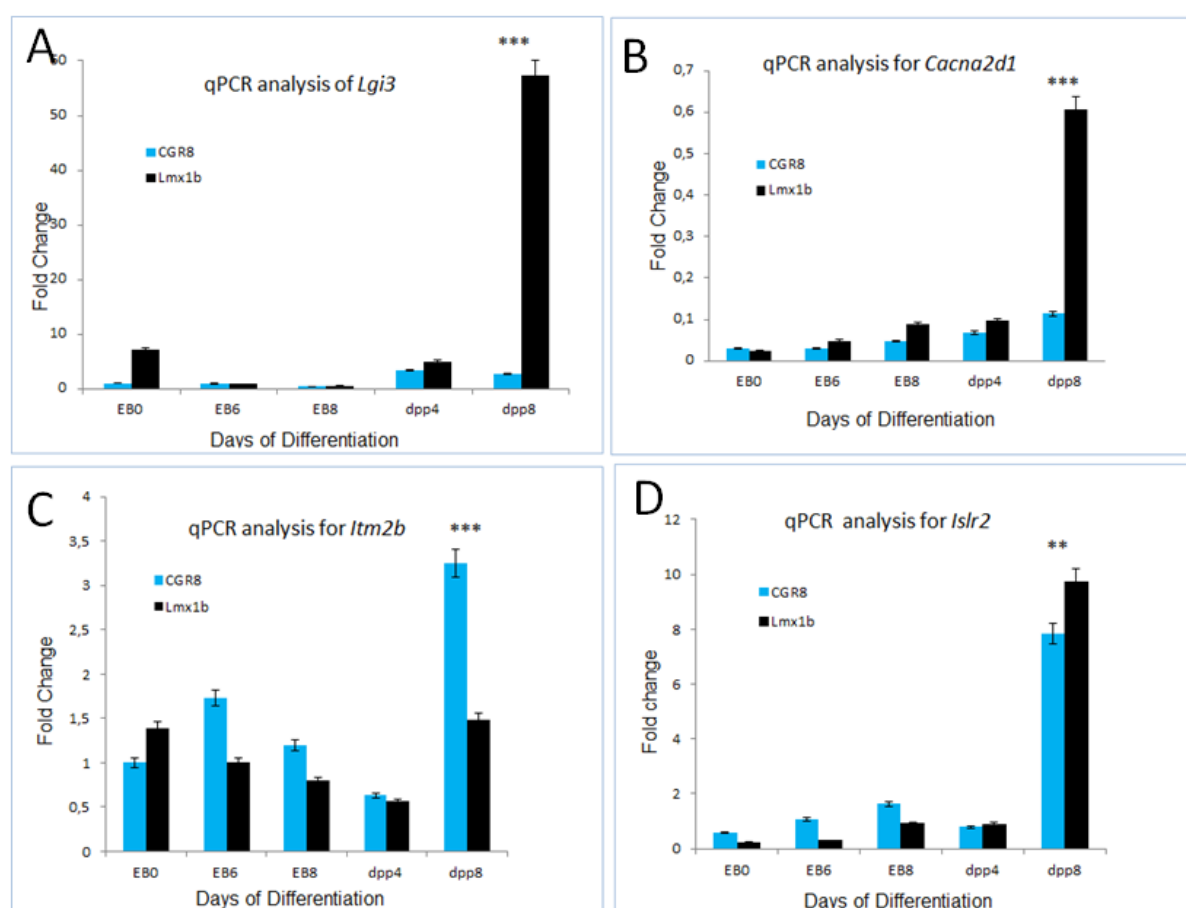 A
***
qPCR analysis of Lgi3
CGR8
Lmx1b
Fold Change
60
50
40
30
20
10
0
EB0 EB6 EB8 dpp4 dpp8
Days of Differentiation
B
qPCR analysis for Cacna2d1
***
CGR8
Lmx1b
Fold Change
0,7
0,6
0,5
0,4
0,3
0,2
0,1
0
EB0 EB6 EB8 dpp4 dpp8
Days of Differentiation
C
qPCR analysis for Itm2b
***
CGR8
Lmx1b
Fold Change
4
3,5
3
2,5
2
1,5
1
0,5
0
EB0 EB6 EB8 dpp4 dpp8
Days of Differentiation
D
qPCR analysis for Islr2
**
CGR8
Lmx1b
Fold change
12
10
8
6
4
2
0
EB0 EB6 EB8 dpp4 dpp8
Days of Differentiation